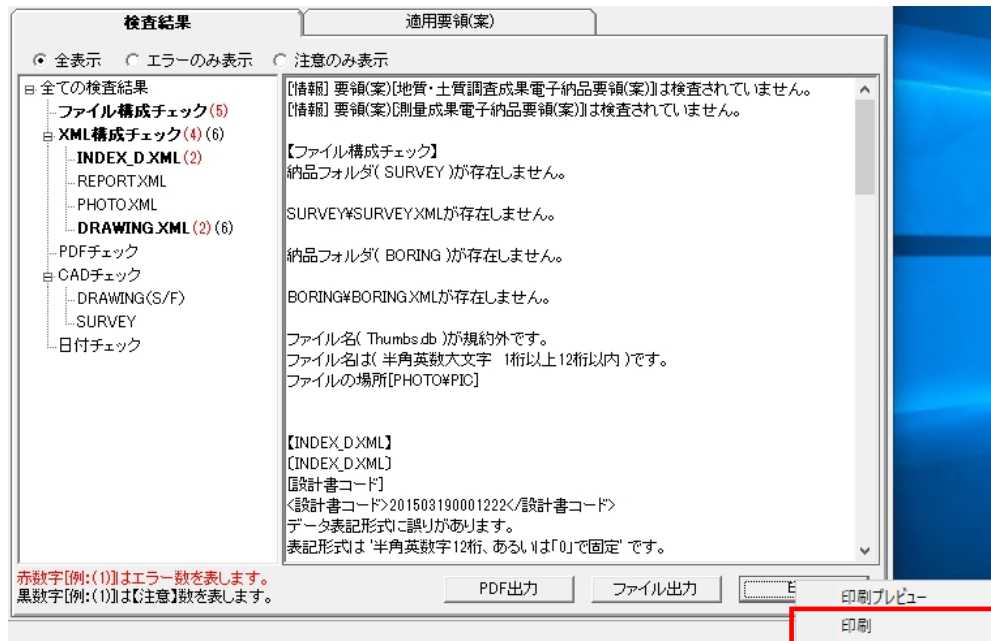 検査結果
適用要領(案)
全表示 エラーのみ表示 注意のみ表示
全ての検査結果
ファイル構成チェック(5)
XML構成チェック(4)(6)
INDEX_D.XML(2)
REPORT.XML
PHOTO.XML
DRAWING.XML(2)(6)
PDFチェック
CADチェック
DRAWING(S/F)
SURVEY
日付チェック
[情報] 要領(案)[地質・土質調査成果電子納品要領(案)]は検査されていません。
[情報] 要領(案)[測量成果電子納品要領(案)]は検査されていません。
【ファイル構成チェック】
納品フォルダ( SURVEY )が存在しません。
SURVEY¥SURVEY.XMLが存在しません。
納品フォルダ( BORING )が存在しません。
BORING¥BORING.XMLが存在しません。
ファイル名( Thumbs.db )が規約外です。
ファイル名は( 半角英数大文字 1桁以上12桁以内 )です。
ファイルの場所[PHOTO¥PIC]
【INDEX_D.XML】
[INDEX_D.XML]
[設計書コード]
<設計書コード>201503190001222</設計書コード>
データ表記形式に誤りがあります。
表記形式は '半角英数字12桁、あるいは「0」で固定' です。
赤数字[例:(1)]はエラー数を表します。
黒数字[例:(1)]は【注意】数を表します。
PDF出力
ファイル出力
印刷プレビュー
印刷